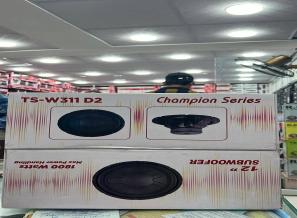 TS-W311 D2
Champion Series
12"
SUBWOOFER
1800 Watts
Max Power Handling